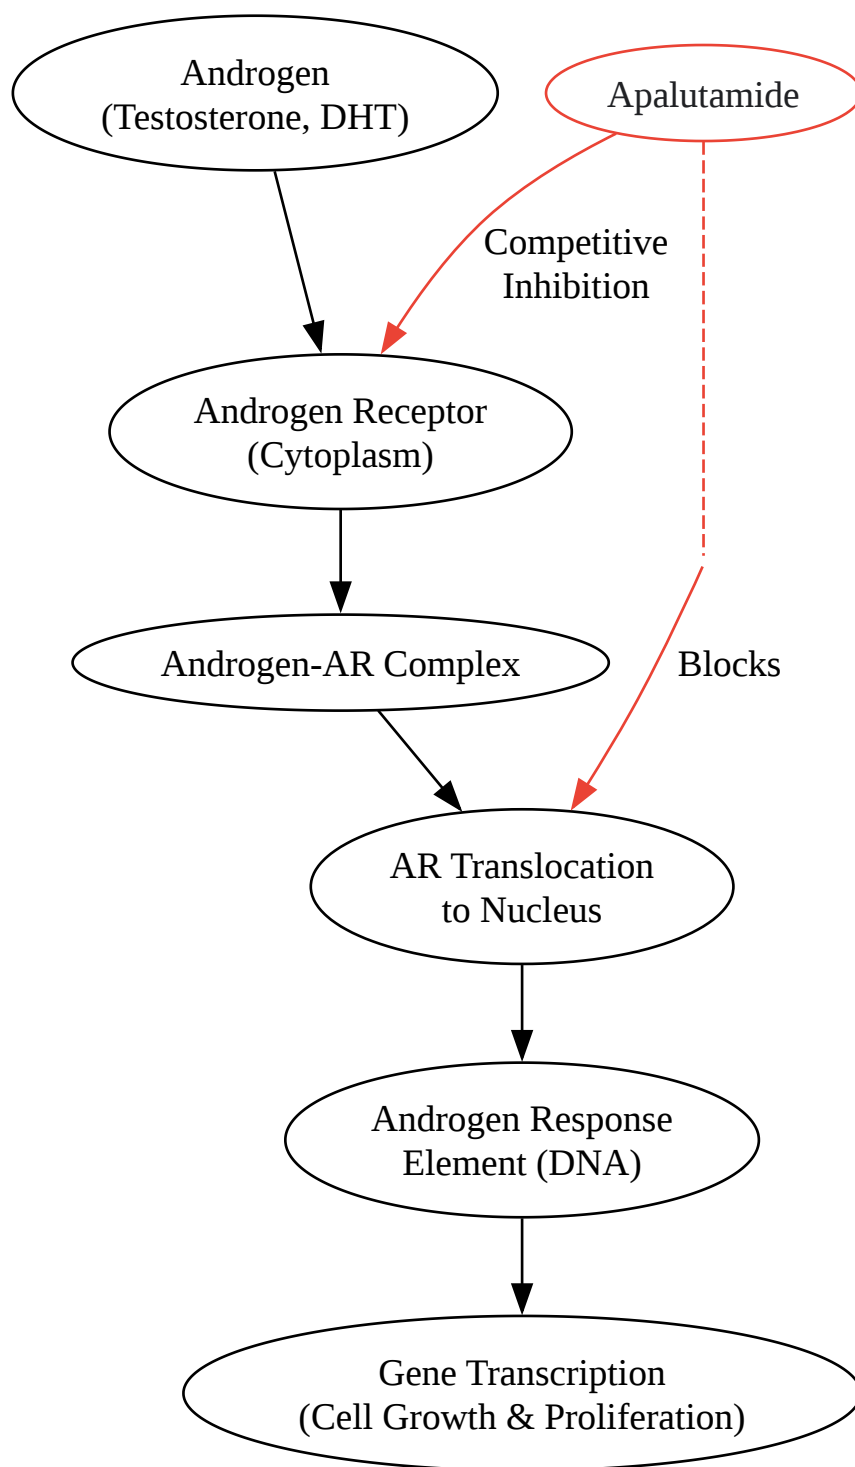 Androgen
(Testosterone, DHT)
Apalutamide
Competitive
Inhibition
Androgen Receptor
(Cytoplasm)
Androgen-AR Complex
Blocks
AR Translocation
to Nucleus
Androgen Response
Element (DNA)
Gene Transcription
(Cell Growth & Proliferation)